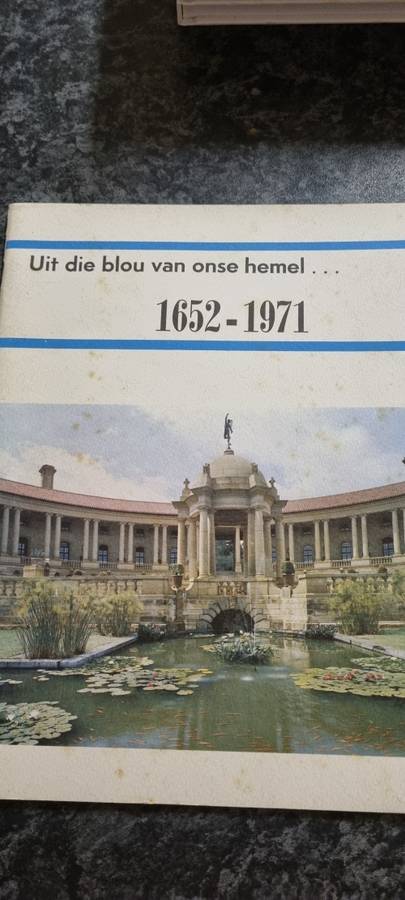 Uit die blou van onse hemel . . .
1652-1971